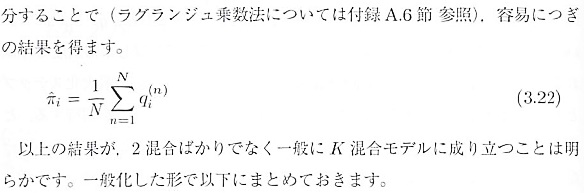 分することで（ラグランジュ乗数法については付録 A.6 節 参照），容易につぎ
の結果を得ます。
π̂_i = \frac{1}{N} \sum_{n=1}^{N} q_i^{(n)} (3.22)
以上の結果が，2 混合ばかりでなく一般に K 混合モデルに成り立つことは明
らかです。一般化した形で以下にまとめておきます。